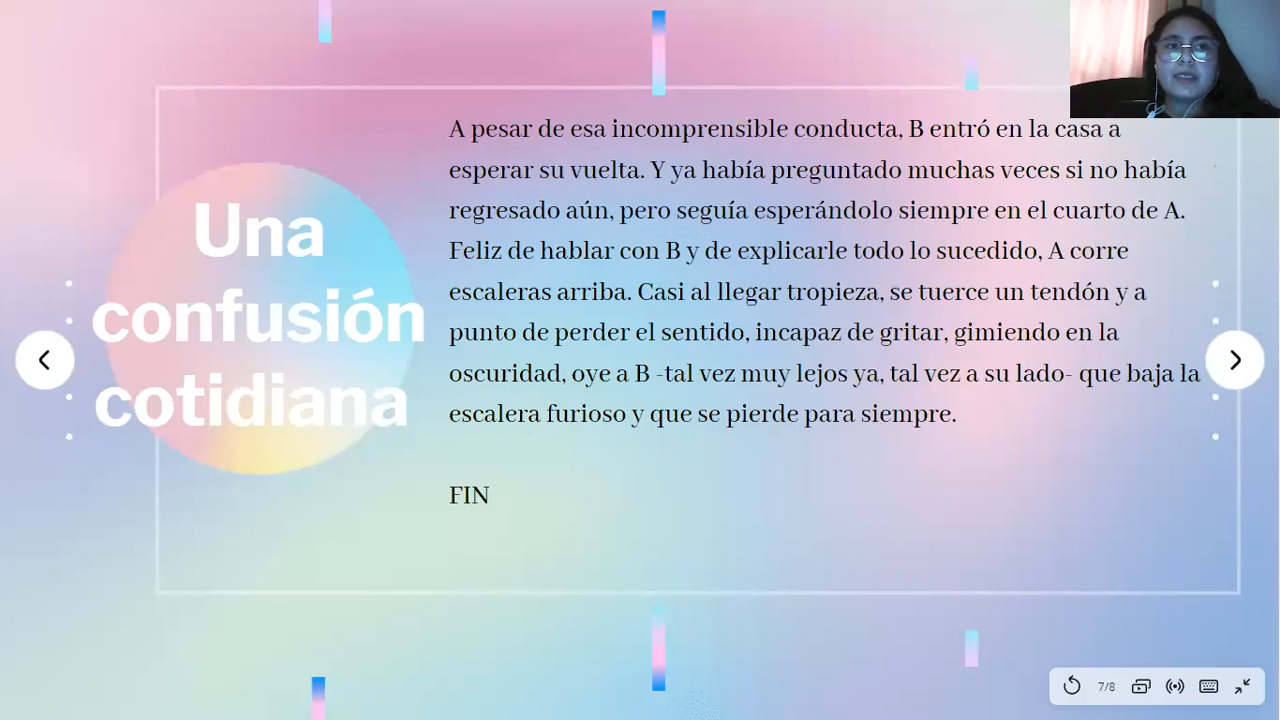 Una
confusión
cotidiana
A pesar de esa incomprensible conducta, B entró en la casa a
esperar su vuelta. Y ya había preguntado muchas veces si no había
regresado aún, pero seguía esperándolo siempre en el cuarto de A.
Feliz de hablar con B y de explicarle todo lo sucedido, A corre
escaleras arriba. Casi al llegar tropieza, se tuerce un tendón y a
punto de perder el sentido, incapaz de gritar, gimiendo en la
oscuridad, oye a B -tal vez muy lejos ya, tal vez a su lado- que baja la
escalera furioso y que se pierde para siempre.
FIN
7/8